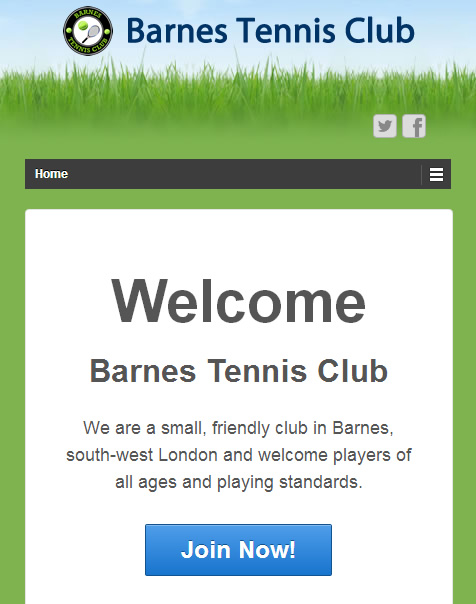 BARNES
TENNIS CLUB
Barnes Tennis Club
Home
Welcome
Barnes Tennis Club
We are a small, friendly club in Barnes,
south-west London and welcome players of
all ages and playing standards.
Join Now!